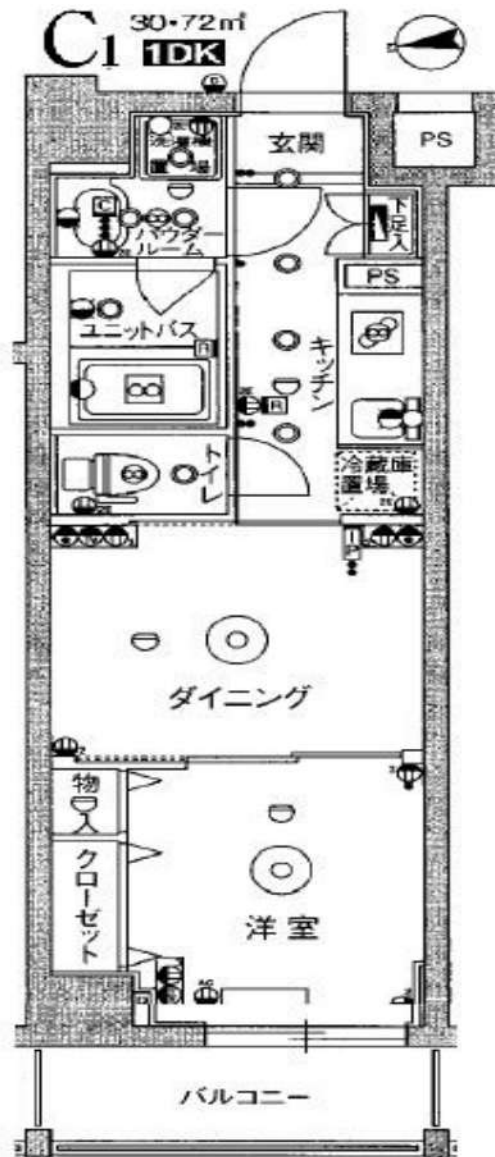 C1
30・72㎡
1DK
玄関
PS
洗濯機
置場
下足入
パウダー
ルーム
C
PS
ユニットバス
キッチン
R
R
トイレ
冷蔵庫
置場
ダイニング
物入
クローゼット
洋室
AC
バルコニー